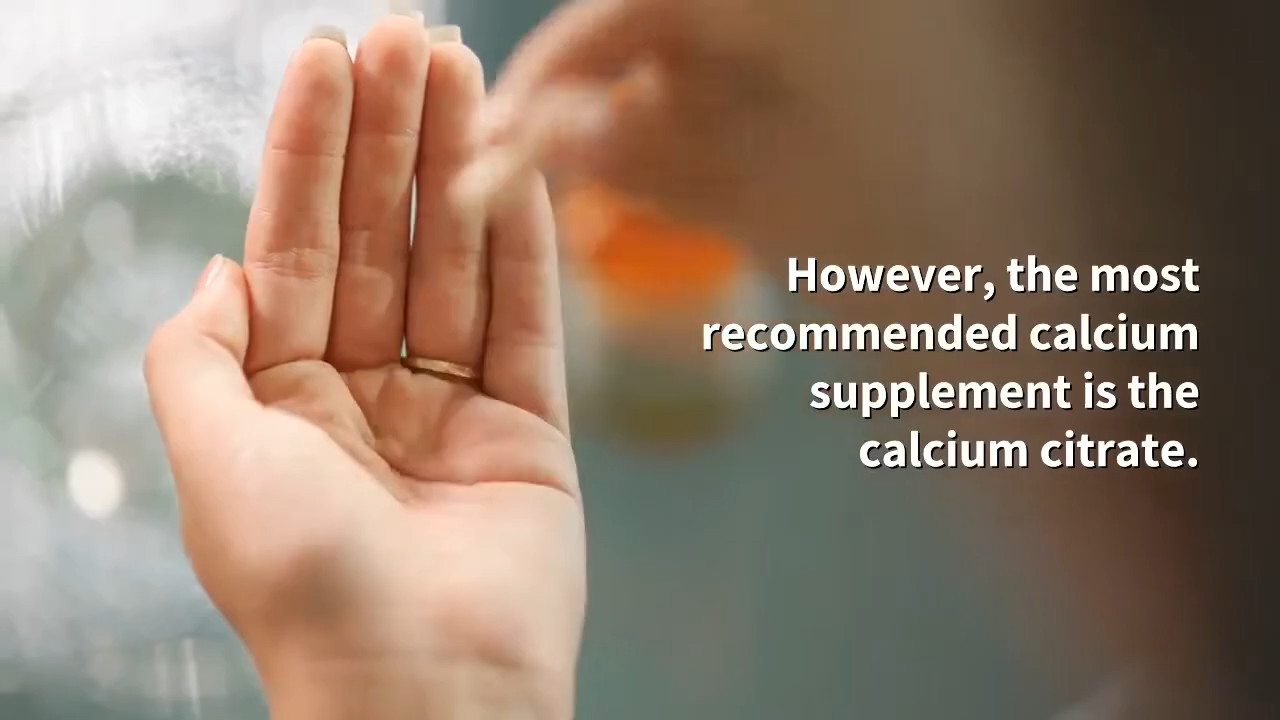 However, the most
recommended calcium
supplement is the
calcium citrate.